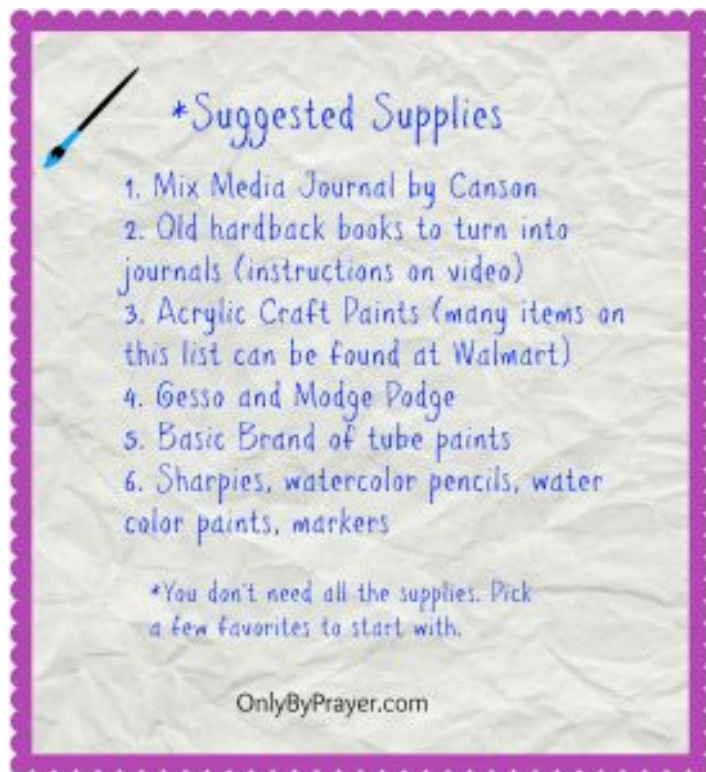 *Suggested Supplies
1. Mix Media Journal by Canson
2. Old hardback books to turn into
journals (instructions on video)
3. Acrylic Craft Paints (many items on
this list can be found at Walmart)
4. Gesso and Modge Podge
5. Basic Brand of tube paints
6. Sharpies, watercolor pencils, water
color paints, markers
*You don't need all the supplies. Pick
a few favorites to start with.
OnlyByPrayer.com